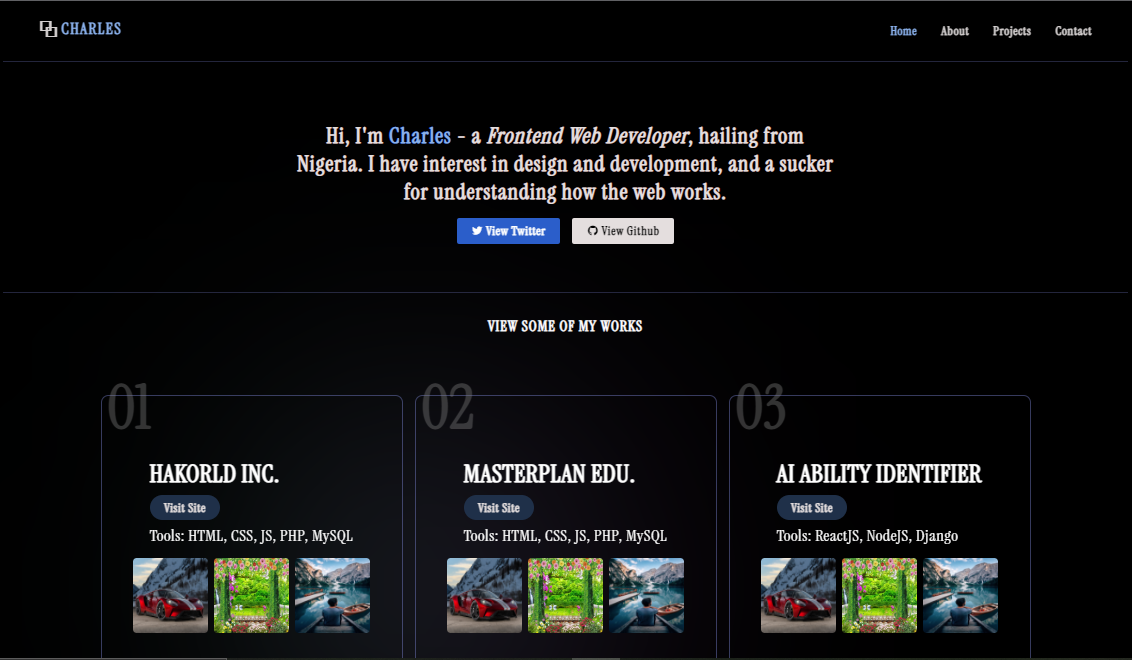 CHARLES
Home About Projects Contact
Hi, I'm Charles - a Frontend Web Developer, hailing from
Nigeria. I have interest in design and development, and a sucker
for understanding how the web works.
View Twitter View Github
VIEW SOME OF MY WORKS
01
HAKORLD INC.
Visit Site
Tools: HTML, CSS, JS, PHP, MySQL
02
MASTERPLAN EDU.
Visit Site
Tools: HTML, CSS, JS, PHP, MySQL
03
AI ABILITY IDENTIFIER
Visit Site
Tools: ReactJS, NodeJS, Django